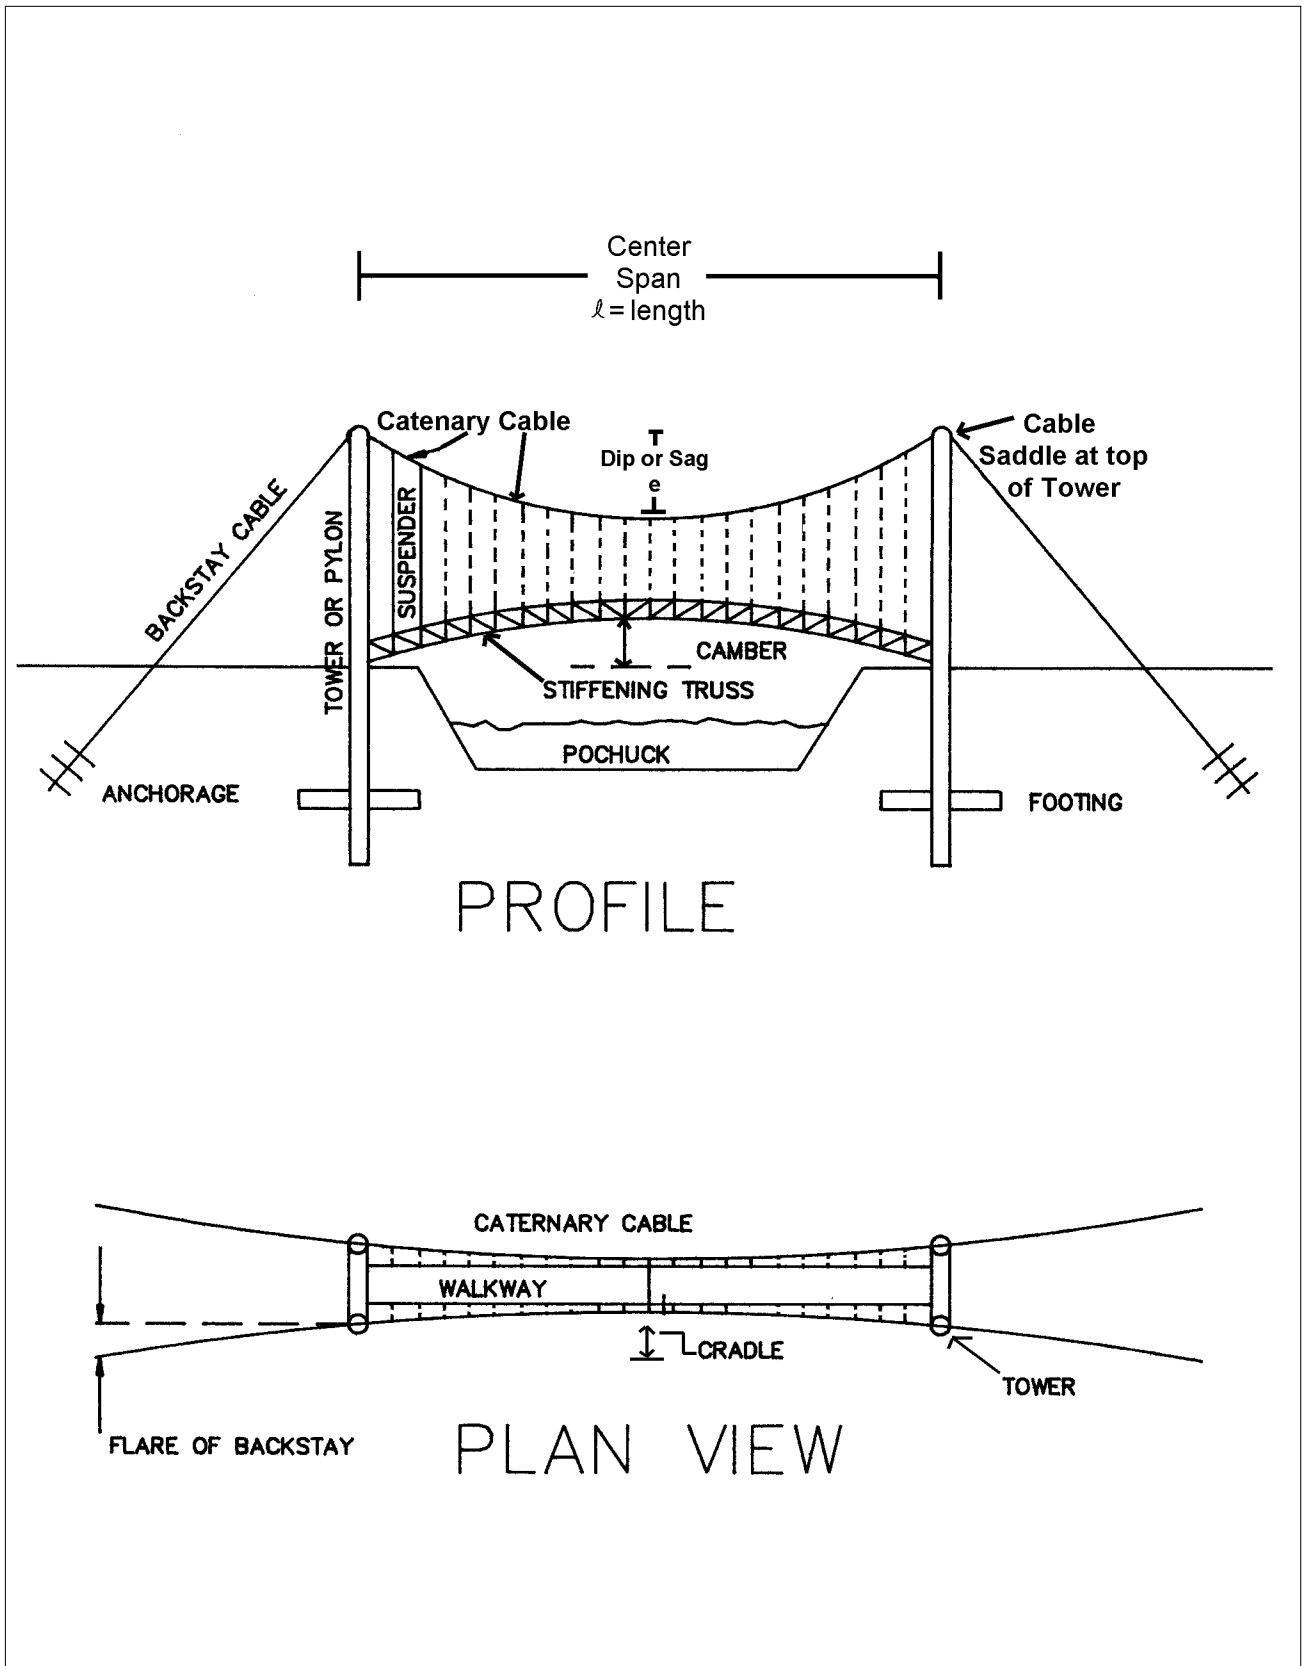 Center
Span
ℓ = length
Catenary Cable
Dip or Sag
e
Cable
Saddle at top
of Tower
BACKSTAY CABLE
TOWER OR PYLON
SUSPENDER
CAMBER
STIFFENING TRUSS
POCHUCK
ANCHORAGE
FOOTING
PROFILE
CATERNARY CABLE
WALKWAY
CRADLE
TOWER
FLARE OF BACKSTAY
PLAN VIEW